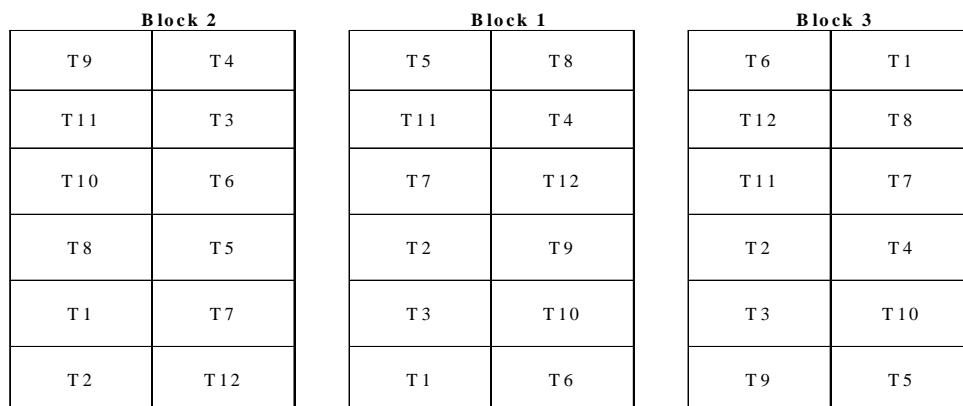 Block 2 Block 1 Block 3
T9 T4 T5 T8 T6 T1
T11 T3 T11 T4 T12 T8
T10 T6 T7 T12 T11 T7
T8 T5 T2 T9 T2 T4
T1 T7 T3 T10 T3 T10
T2 T12 T1 T6 T9 T5